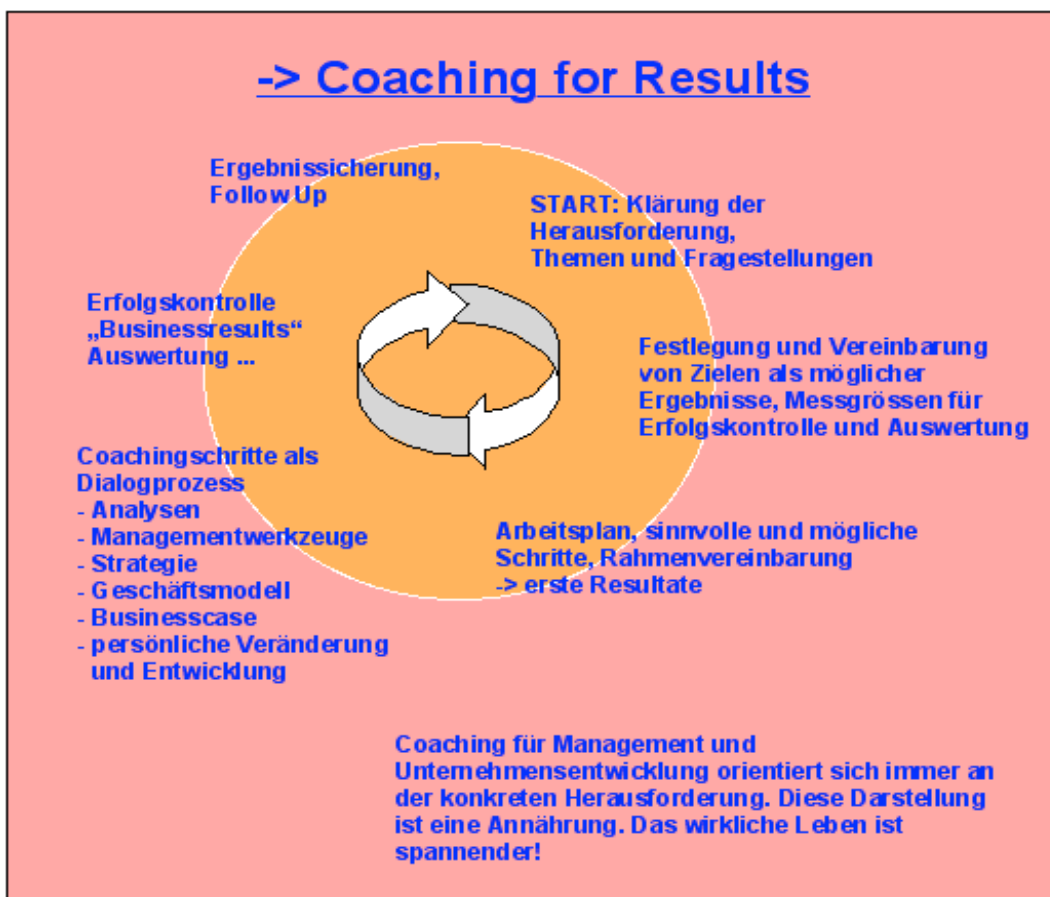 -> Coaching for Results
Ergebnissicherung,
Follow Up
START: Klärung der
Herausforderung,
Themen und Fragestellungen
Erfolgskontrolle
„Businessresults“
Auswertung ...
Festlegung und Vereinbarung
von Zielen als möglicher
Ergebnisse, Messgrössen für
Erfolgskontrolle und Auswertung
Coachingschritte als
Dialogprozess
- Analysen
- Managementwerkzeuge
- Strategie
- Geschäftsmodell
- Businesscase
- persönliche Veränderung
und Entwicklung
Arbeitsplan, sinnvolle und mögliche
Schritte, Rahmenvereinbarung
-> erste Resultate
Coaching für Management und
Unternehmensentwicklung orientiert sich immer an
der konkreten Herausforderung. Diese Darstellung
ist eine Annährung. Das wirkliche Leben ist
spannender!